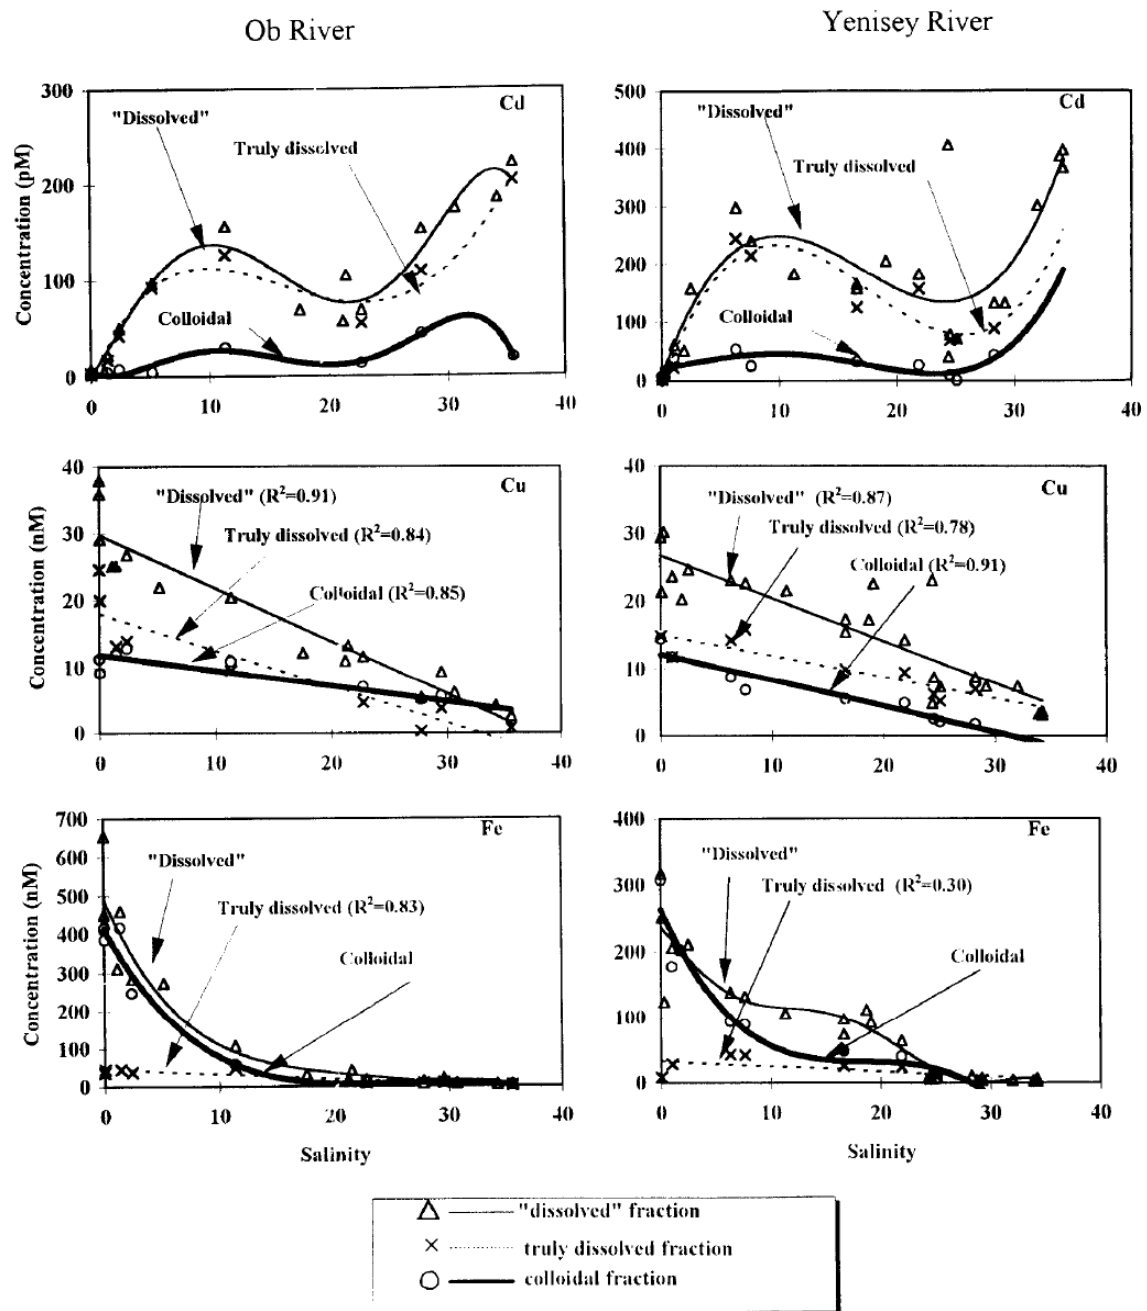 Ob River
Yenisey River
300
200
100
0
0 10 20 30 40
Concentration (pM)
Cd
"Dissolved"
Truly dissolved
Colloidal
500
400
300
200
100
0
0 10 20 30 40
Cd
"Dissolved"
Truly dissolved
Colloidal
40
30
20
10
0
0 10 20 30 40
Concentration (nM)
Cu
"Dissolved" (R²=0.91)
Truly dissolved (R²=0.84)
Colloidal (R²=0.85)
40
30
20
10
0
0 10 20 30 40
Cu
"Dissolved" (R²=0.87)
Truly dissolved (R²=0.78)
Colloidal (R²=0.91)
700
600
500
400
300
200
100
0
0 10 20 30 40
Concentration (nM)
Salinity
Fe
"Dissolved"
Truly dissolved (R²=0.83)
Colloidal
400
300
200
100
0
0 10 20 30 40
Salinity
Fe
"Dissolved"
Truly dissolved (R²=0.30)
Colloidal
"dissolved" fraction
truly dissolved fraction
colloidal fraction